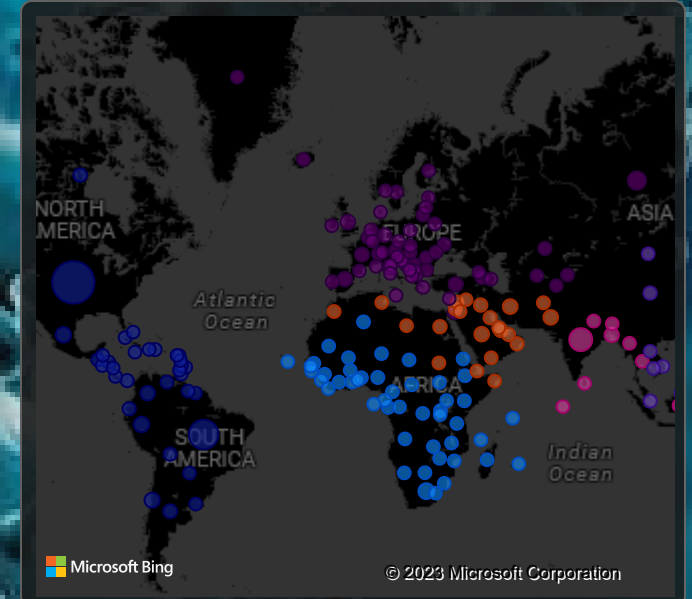 NORTH
AMERICA
EUROPE
ASIA
Atlantic
Ocean
AFRICA
SOUTH
AMERICA
Indian
Ocean
Microsoft Bing
© 2023 Microsoft Corporation